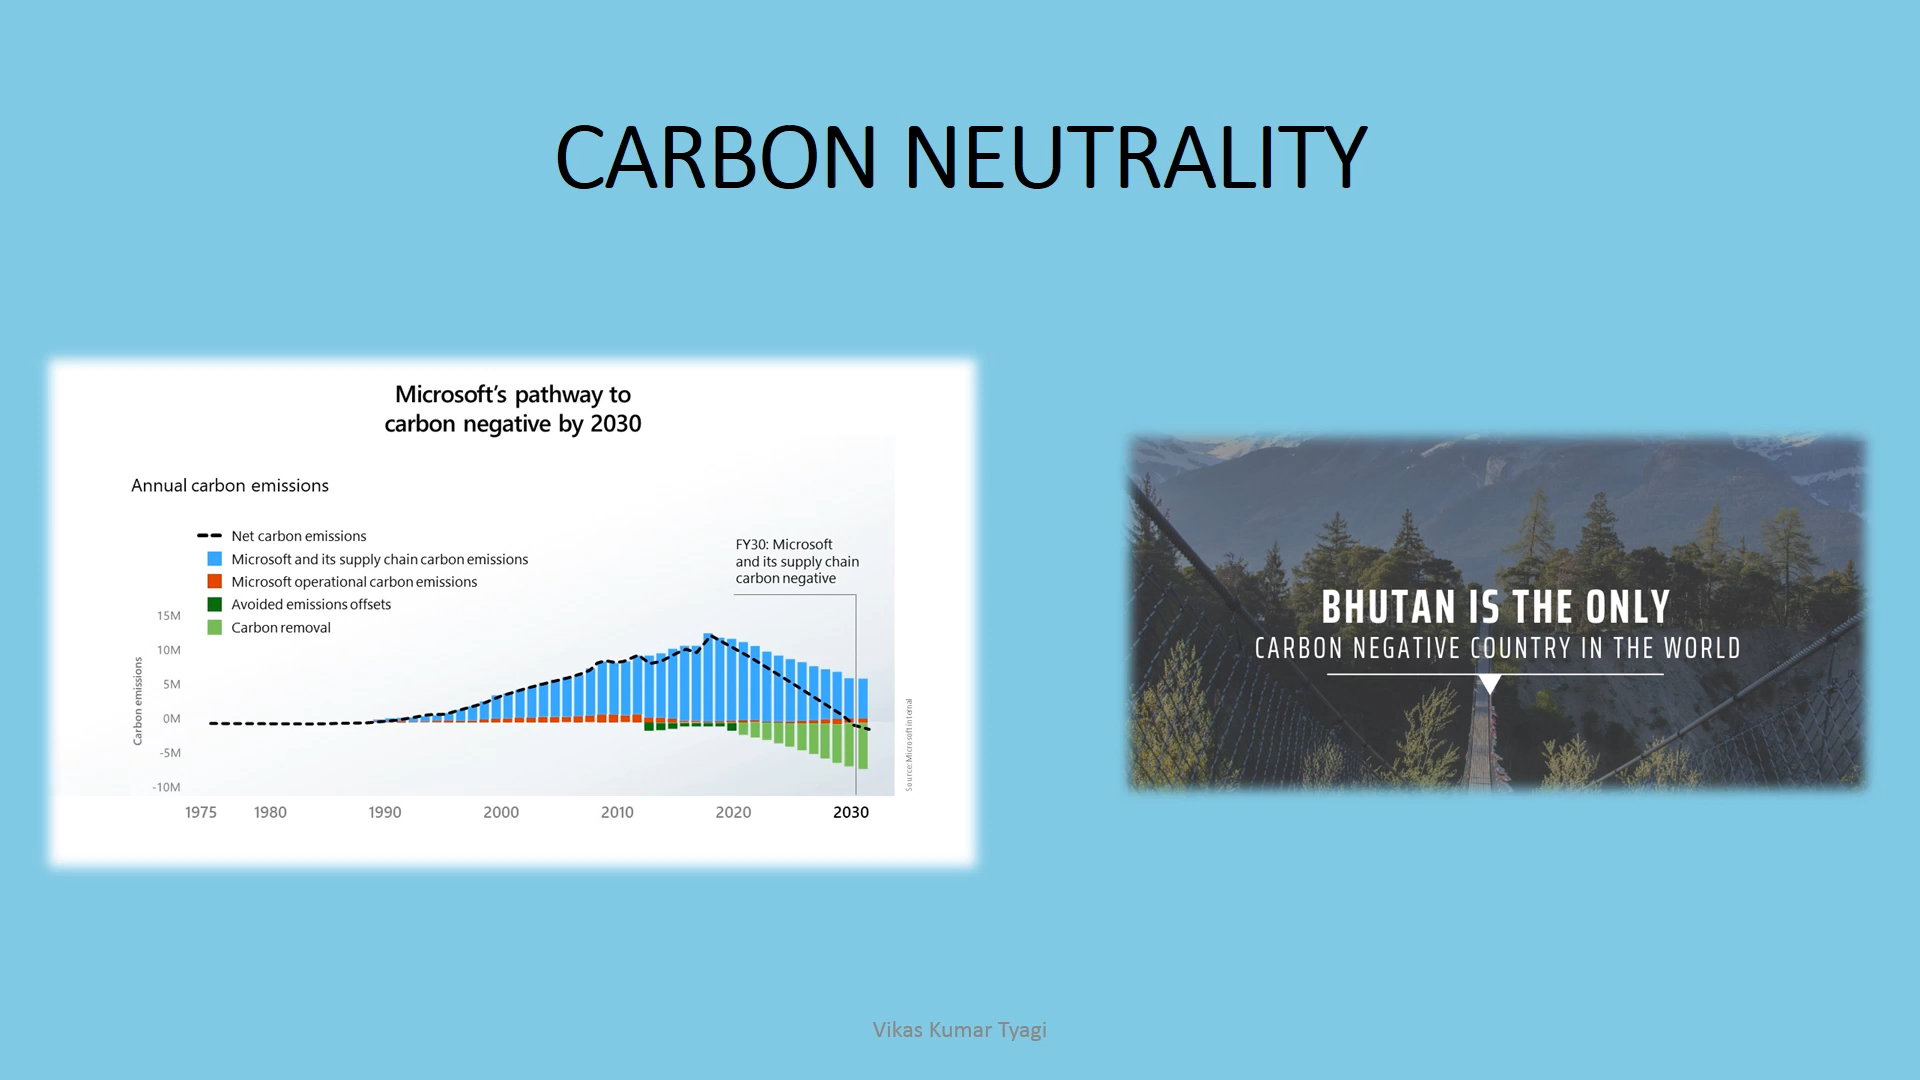 CARBON NEUTRALITY
Microsoft's pathway to
carbon negative by 2030
Annual carbon emissions
Net carbon emissions
Microsoft and its supply chain carbon emissions
Microsoft operational carbon emissions
Avoided emissions offsets
Carbon removal
FY30: Microsoft
and its supply chain
carbon negative
15M
10M
5M
0M
-5M
-10M
Carbon emissions
1975 1980 1990 2000 2010 2020 2030
Source: Microsoft internal
BHUTAN IS THE ONLY
CARBON NEGATIVE COUNTRY IN THE WORLD
Vikas Kumar Tyagi